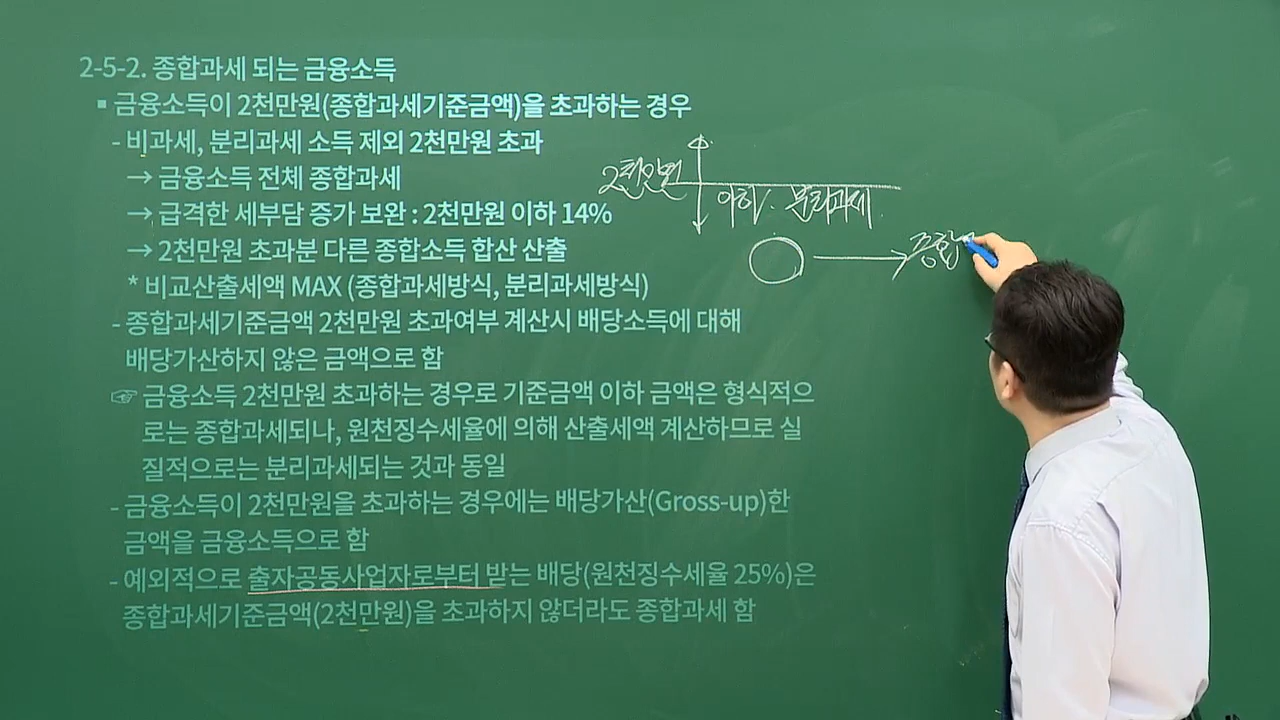 2-5-2. 종합과세 되는 금융소득
▪ 금융소득이 2천만원(종합과세기준금액)을 초과하는 경우
- 비과세, 분리과세 소득 제외 2천만원 초과
→ 금융소득 전체 종합과세
→ 급격한 세부담 증가 보완 : 2천만원 이하 14%
→ 2천만원 초과분 다른 종합소득 합산 산출
* 비교산출세액 MAX (종합과세방식, 분리과세방식)
- 종합과세기준금액 2천만원 초과여부 계산시 배당소득에 대해
배당가산하지 않은 금액으로 함
☞ 금융소득 2천만원 초과하는 경우로 기준금액 이하 금액은 형식적으
로는 종합과세되나, 원천징수세율에 의해 산출세액 계산하므로 실
질적으로는 분리과세되는 것과 동일
- 금융소득이 2천만원을 초과하는 경우에는 배당가산(Gross-up)한
금액을 금융소득으로 함
- 예외적으로 출자공동사업자로부터 받는 배당(원천징수세율 25%)은
종합과세기준금액(2천만원)을 초과하지 않더라도 종합과세 함
2천만원
이하. 분리과세.
종합